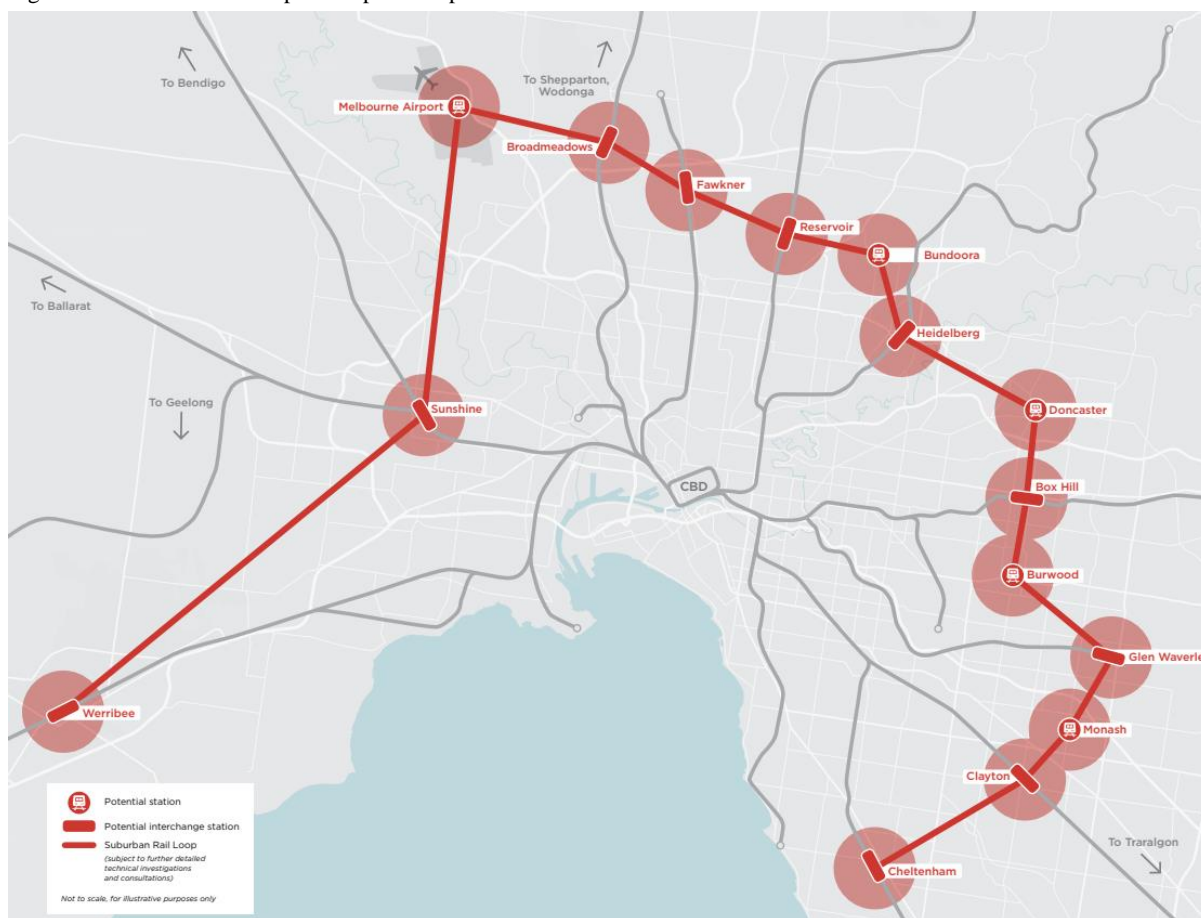 To Bendigo
To Shepparton,
Wodonga
Melbourne Airport
Broadmeadows
Fawkner
Reservoir
Bundoora
To Ballarat
Heidelberg
To Geelong
Sunshine
Doncaster
CBD
Box Hill
Burwood
Glen Waverle
Werribee
Monash
Clayton
Potential station
Potential interchange station
Suburban Rail Loop
(subject to further detailed
technical investigations
and consultations)
To Traralgon
Cheltenham
Not to scale, for illustrative purposes only